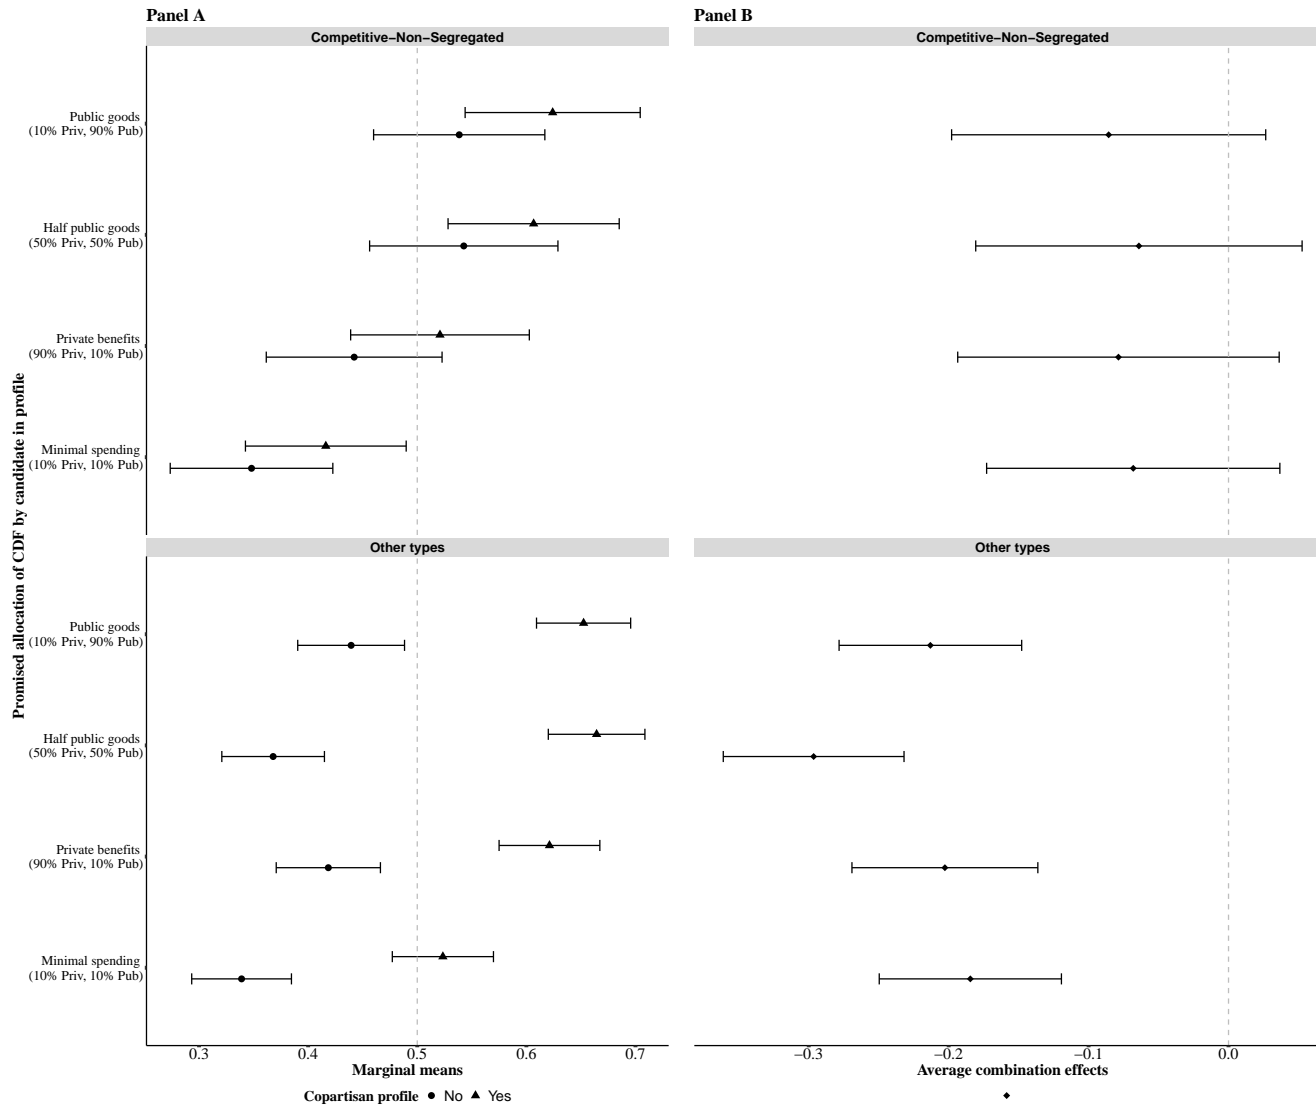 Panel A
Panel B
Competitive−Non−Segregated
Competitive−Non−Segregated
Promised allocation of CDF by candidate in profile
Public goods
(10% Priv, 90% Pub)
Half public goods
(50% Priv, 50% Pub)
Private benefits
(90% Priv, 10% Pub)
Minimal spending
(10% Priv, 10% Pub)
Other types
Other types
Public goods
(10% Priv, 90% Pub)
Half public goods
(50% Priv, 50% Pub)
Private benefits
(90% Priv, 10% Pub)
Minimal spending
(10% Priv, 10% Pub)
0.3 0.4 0.5 0.6 0.7
−0.3 −0.2 −0.1 0.0
Marginal means
Average combination effects
Copartisan profile No Yes